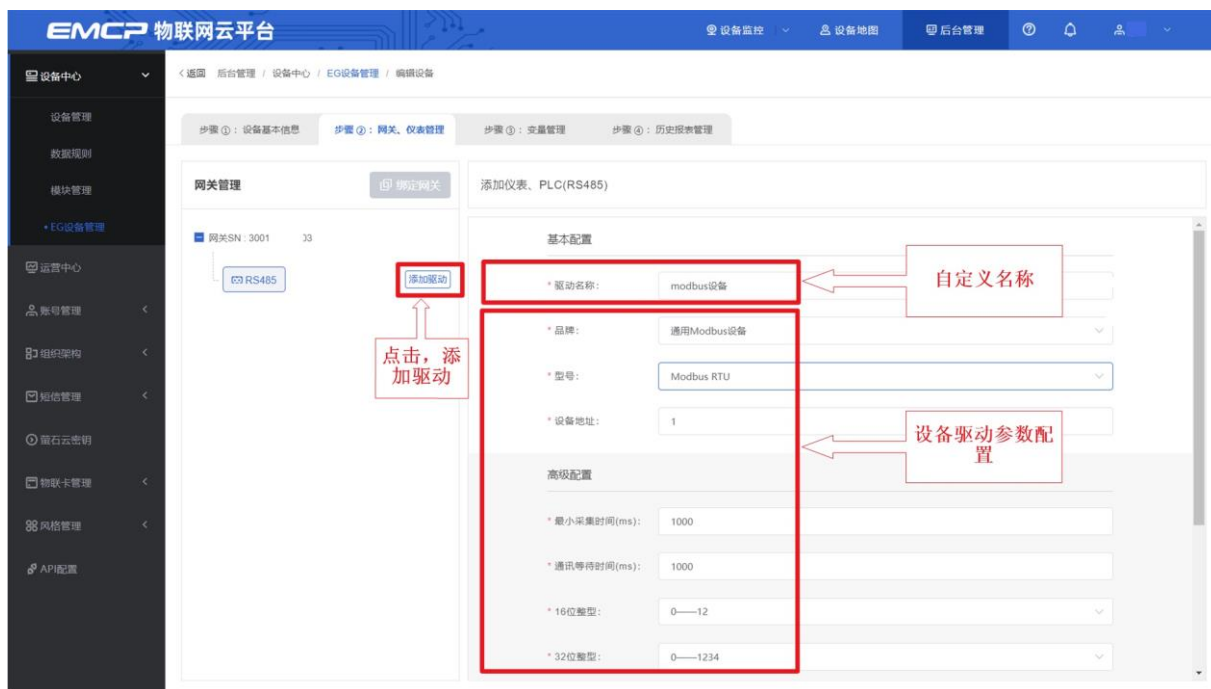 EMCP 物联网云平台
设备监控
设备地图
后台管理
设备中心
设备管理
数据规则
模块管理
•EG设备管理
运营中心
账号管理
组织架构
短信管理
萤石云密钥
物联卡管理
风格管理
API配置
<返回 后台管理 / 设备中心 / EG设备管理 / 编辑设备
步骤①：设备基本信息
步骤②：网关、仪表管理
步骤③：变量管理
步骤④：历史报表管理
网关管理
绑定网关
网关SN : 3001 03
RS485
添加驱动
点击，添
加驱动
添加仪表、PLC(RS485)
基本配置
* 驱动名称： modbus设备
自定义名称
* 品牌： 通用Modbus设备
* 型号： Modbus RTU
* 设备地址： 1
设备驱动参数配
置
高级配置
* 最小采集时间(ms)： 1000
* 通讯等待时间(ms)： 1000
* 16位整型： 0——12
* 32位整型： 0——1234